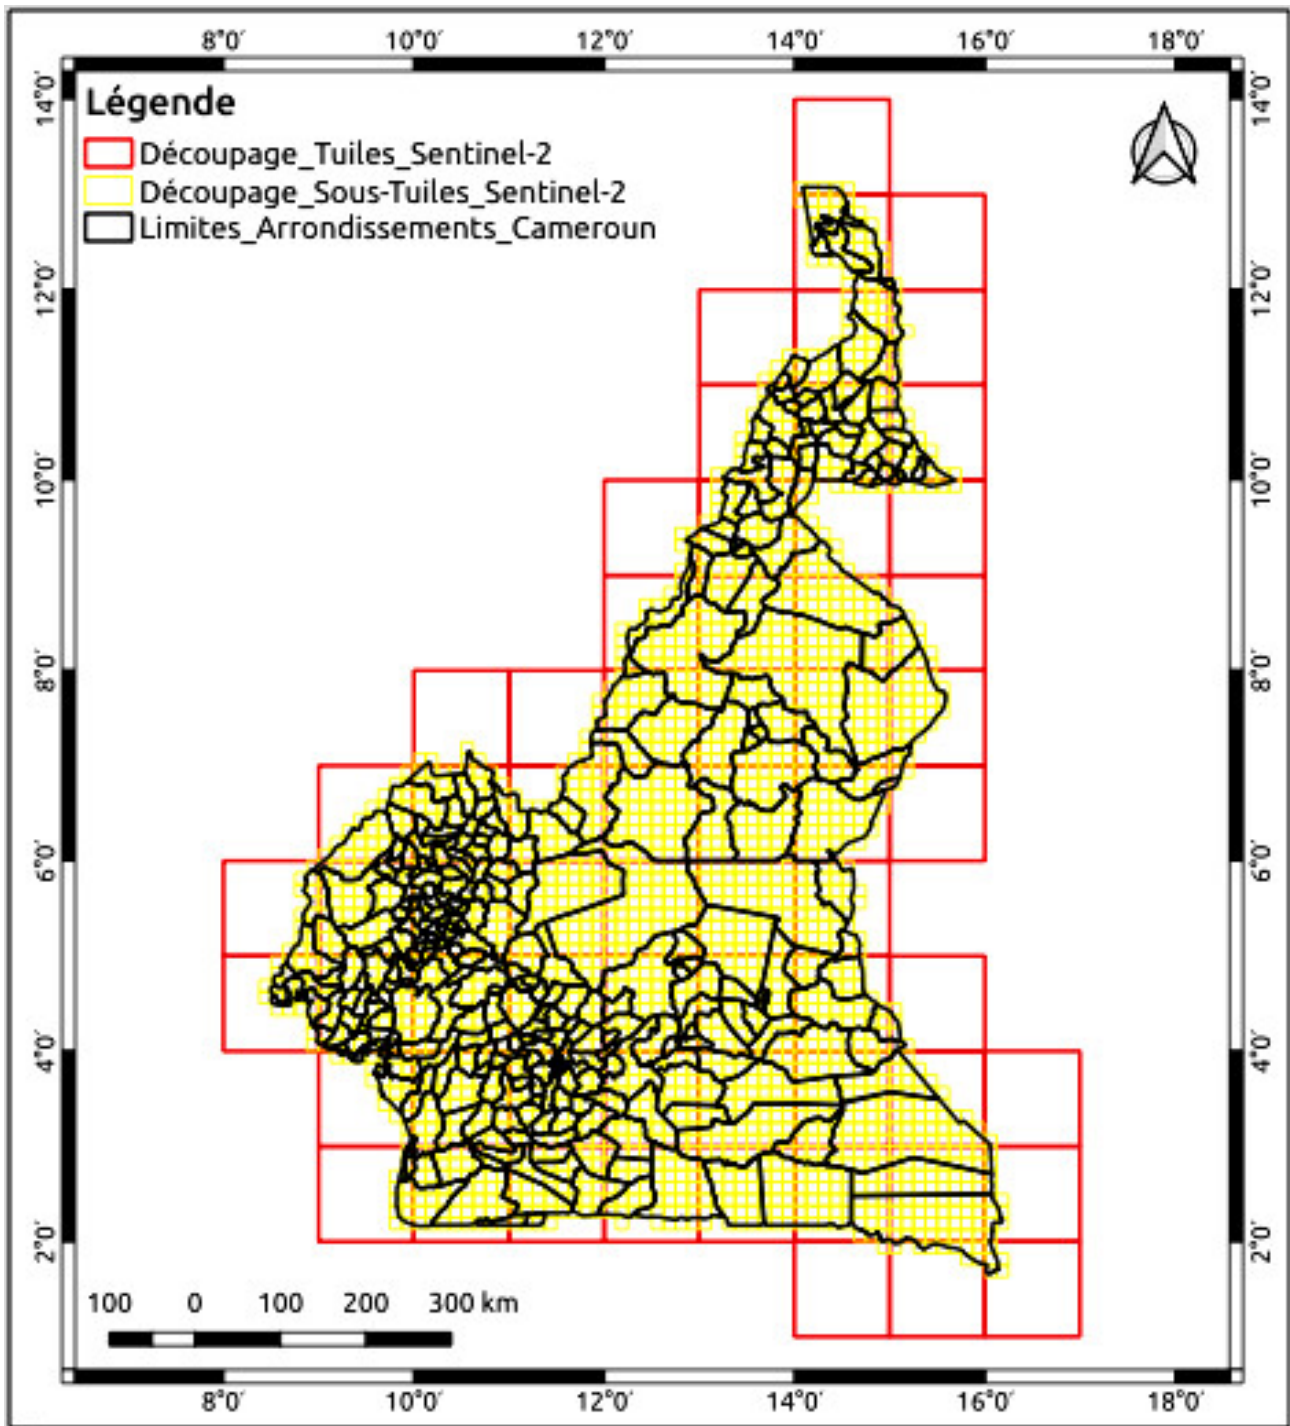 8°0′ 10°0′ 12°0′ 14°0′ 16°0′ 18°0′
Légende
Découpage_Tuiles_Sentinel-2
Découpage_Sous-Tuiles_Sentinel-2
Limites_Arrondissements_Cameroun
14°0′ 14°0′
12°0′ 12°0′
10°0′ 10°0′
8°0′ 8°0′
6°0′ 6°0′
4°0′ 4°0′
2°0′ 2°0′
100 0 100 200 300 km
8°0′ 10°0′ 12°0′ 14°0′ 16°0′ 18°0′